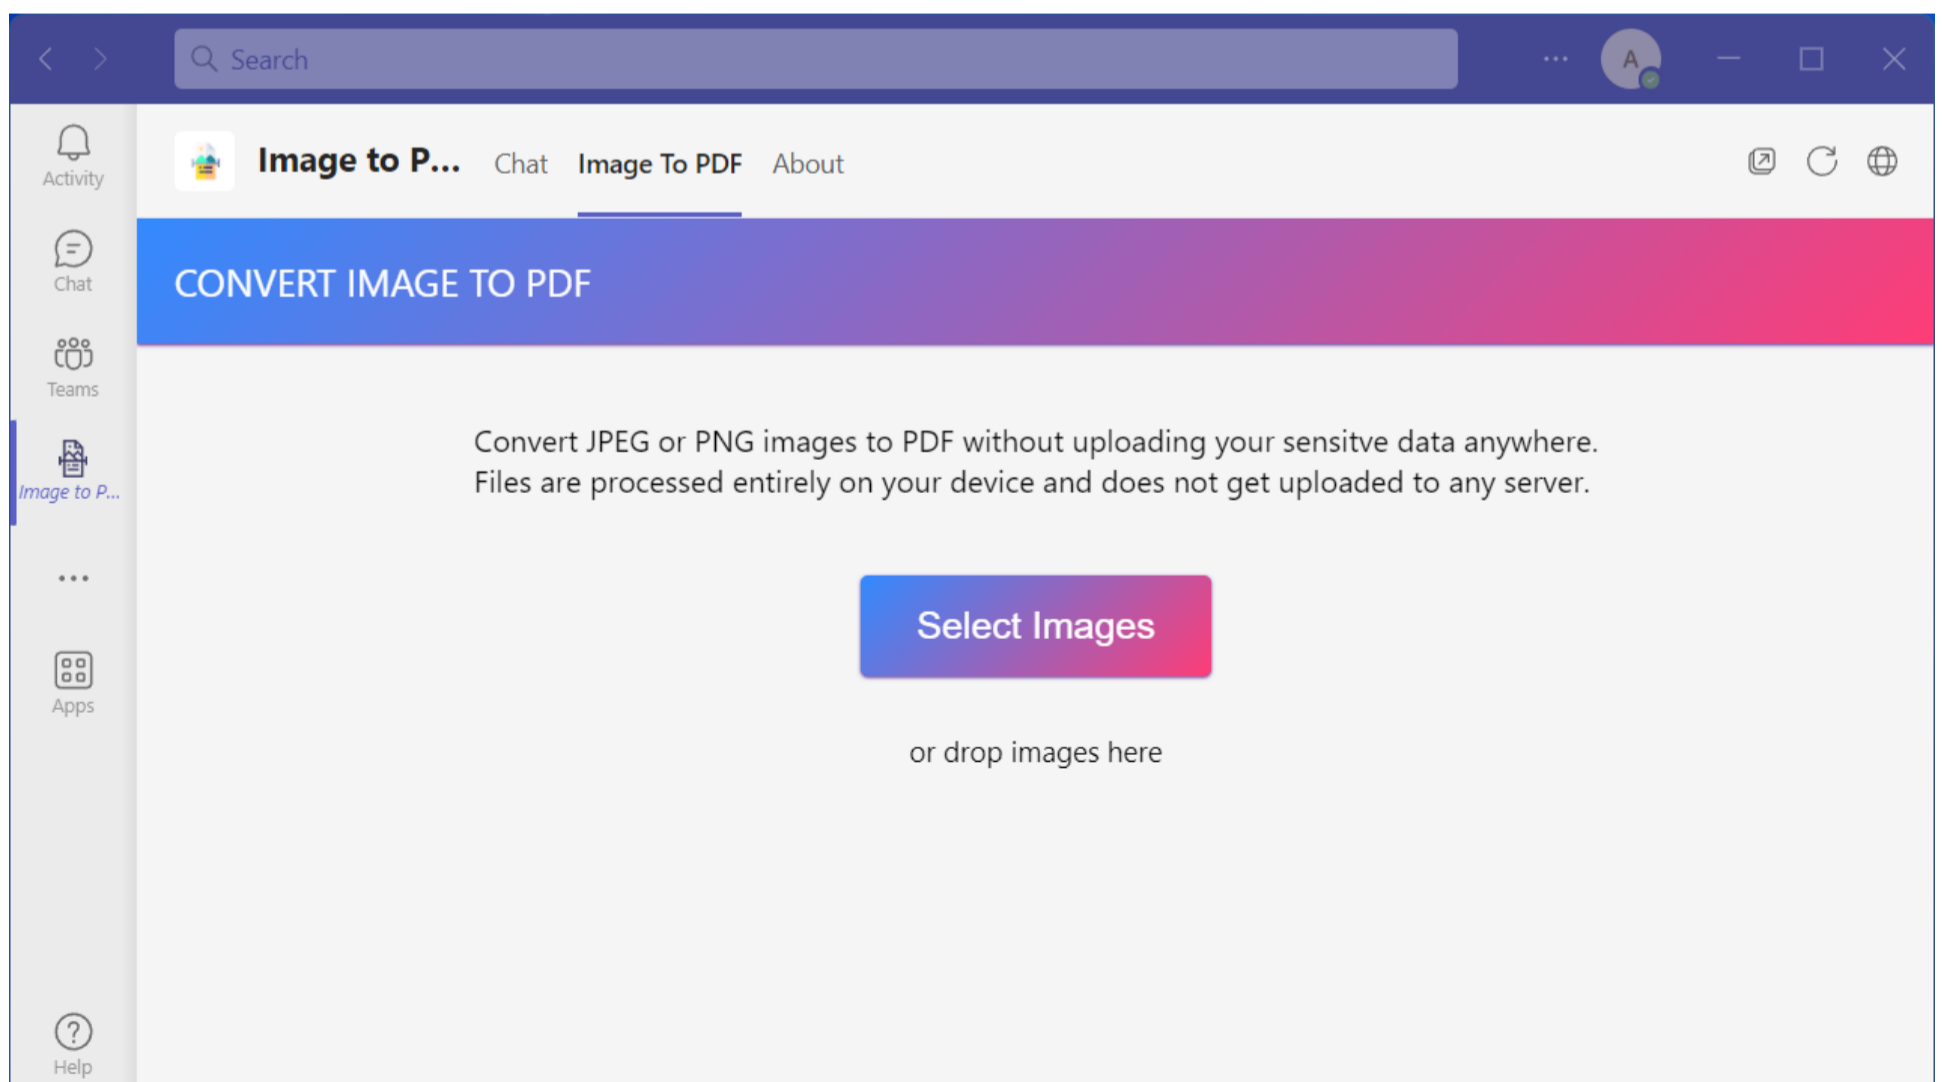 Search
A
Activity
Chat
Teams
Image to P...
Apps
Help
Image to P... Chat Image To PDF About
CONVERT IMAGE TO PDF
Convert JPEG or PNG images to PDF without uploading your sensitve data anywhere.
Files are processed entirely on your device and does not get uploaded to any server.
Select Images
or drop images here